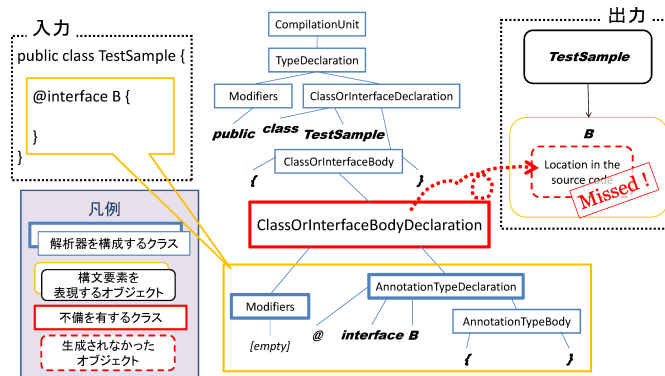 入力
public class TestSample {
@interface B {
}
}
凡例
解析器を構成するクラス
構文要素を
表現するオブジェクト
不備を有するクラス
生成されなかった
オブジェクト
CompilationUnit
TypeDeclaration
Modifiers
ClassOrInterfaceDeclaration
public class TestSample
ClassOrInterfaceBody
{
}
ClassOrInterfaceBodyDeclaration
Modifiers
AnnotationTypeDeclaration
[empty]
@ interface B
AnnotationTypeBody
{
}
出力
TestSample
B
Location in the
source code
Missed !